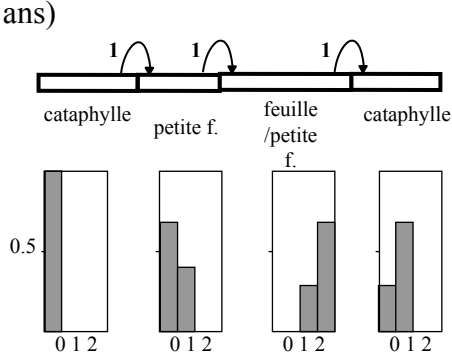 ans)
1 1 1
cataphylle petite f. feuille cataphylle
/petite
f.
0.5
0 1 2 0 1 2 0 1 2 0 1 2